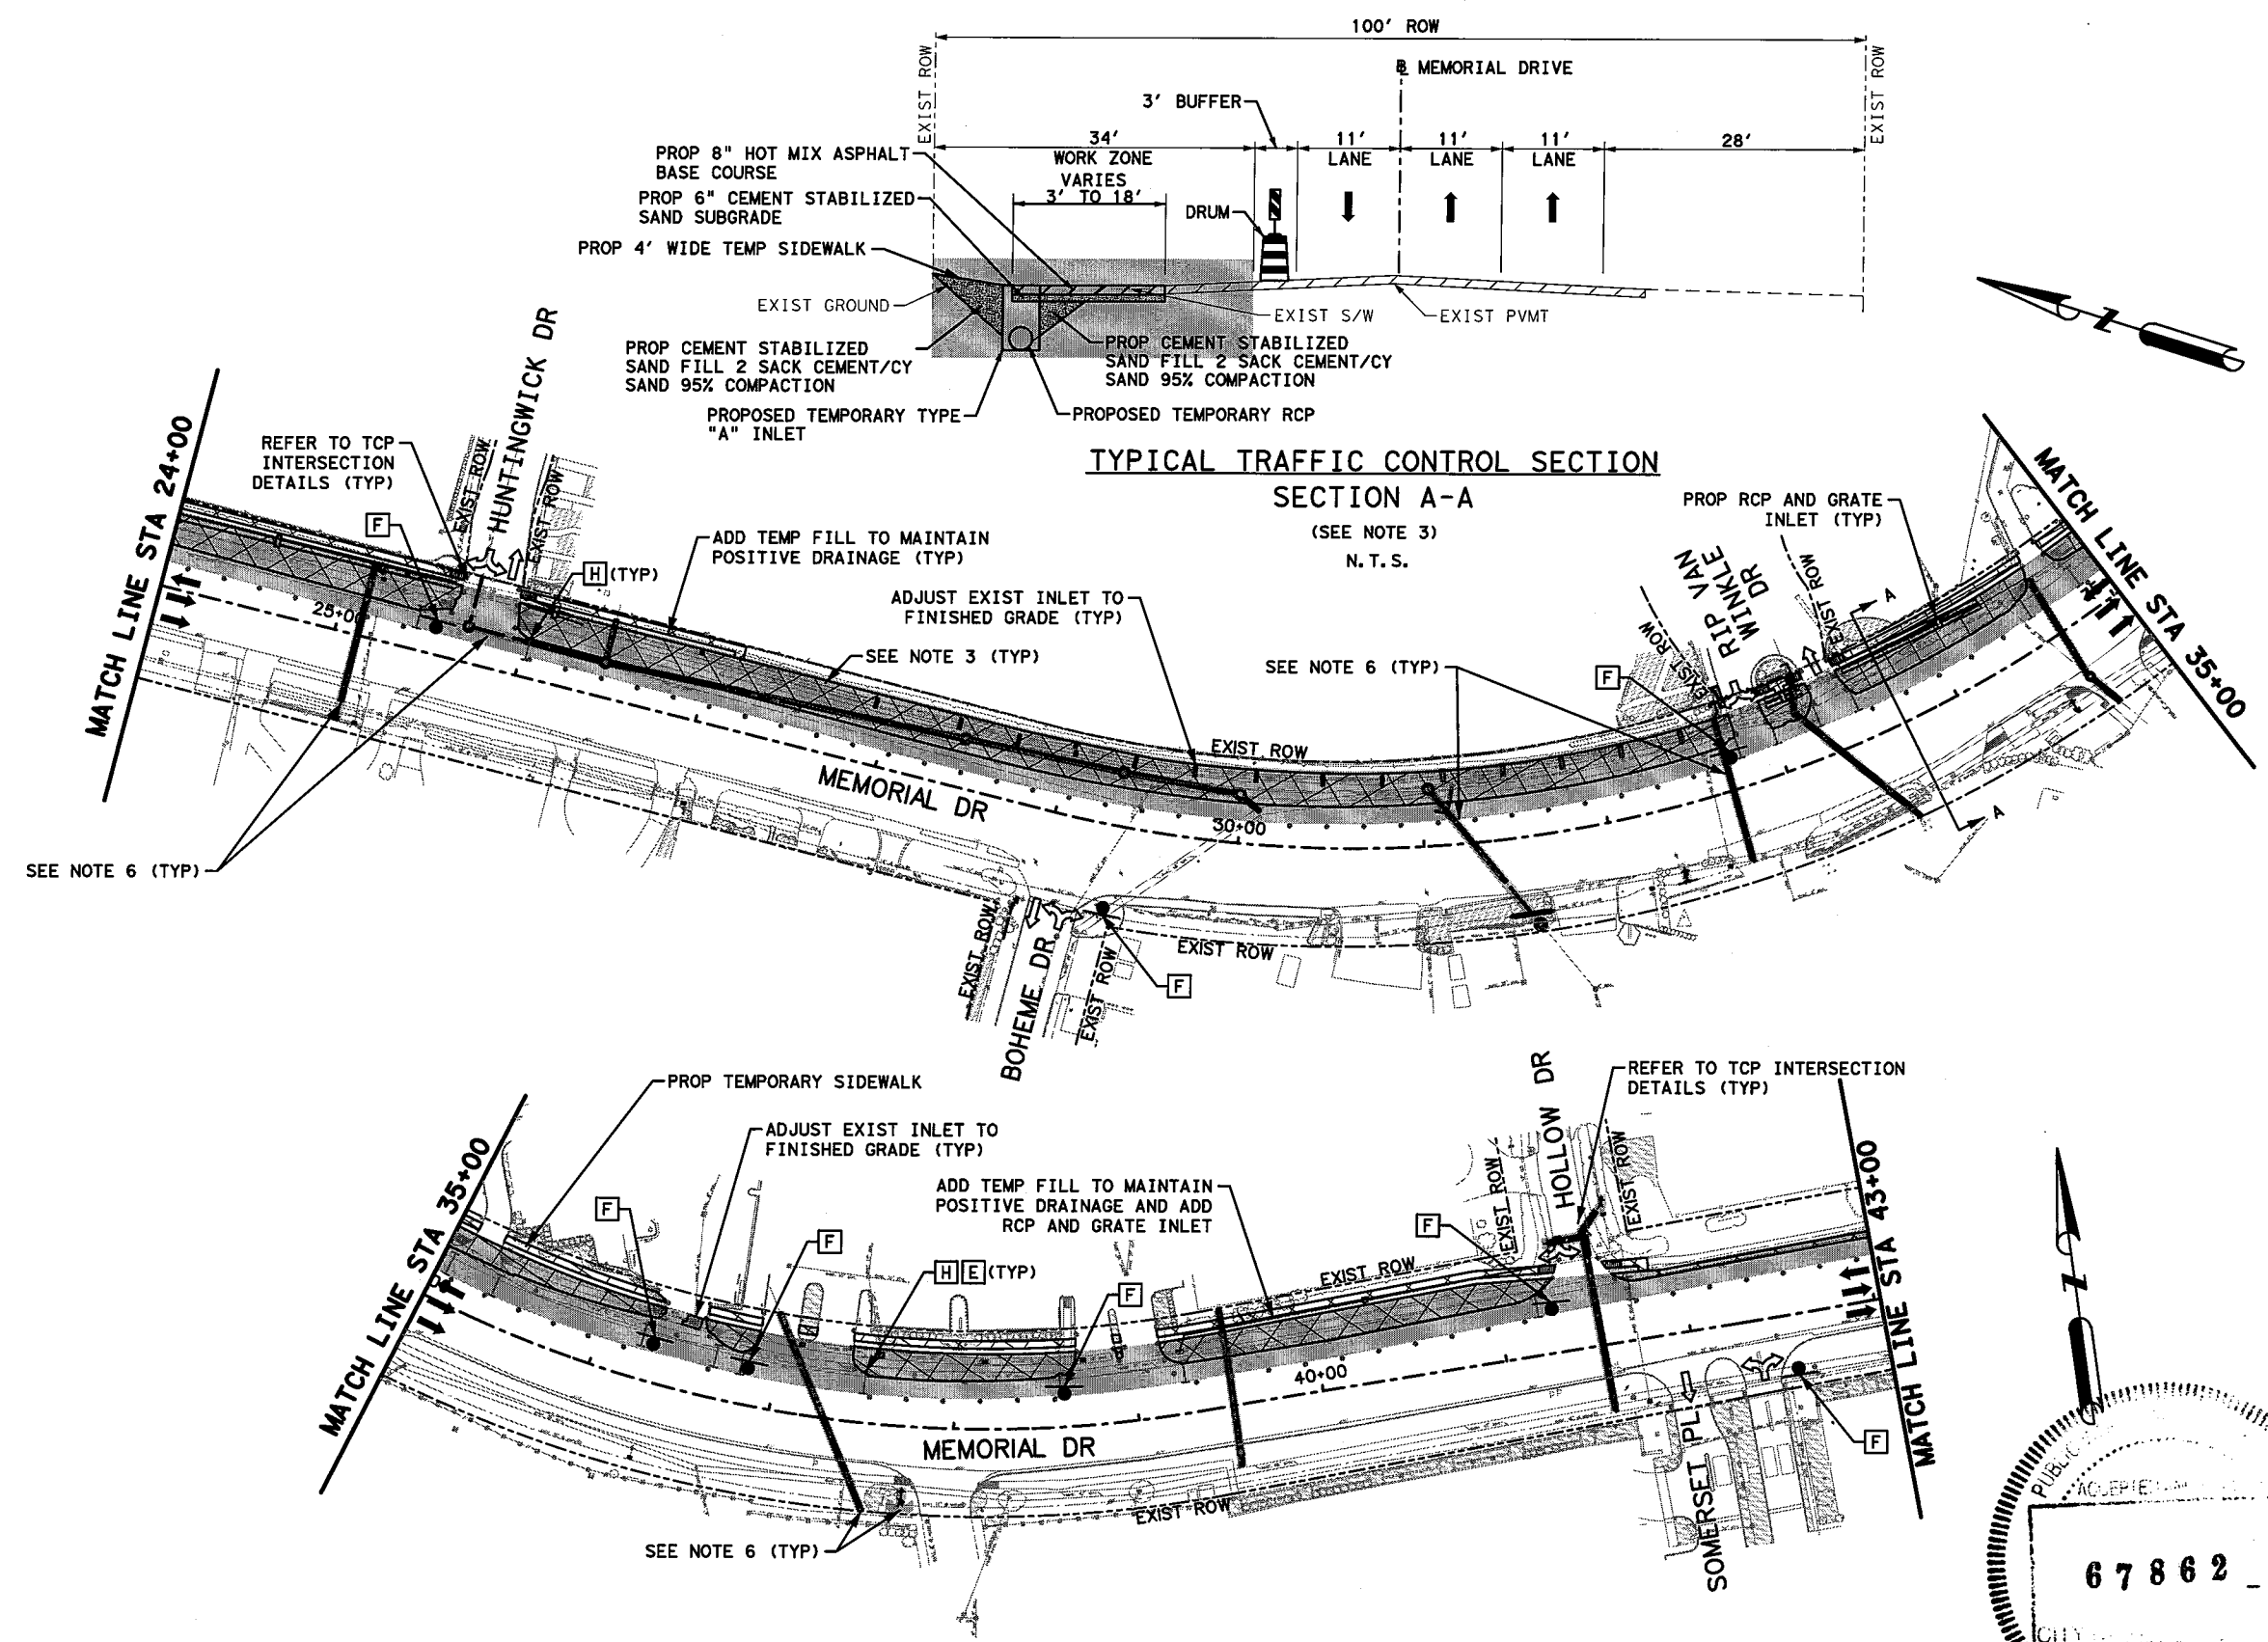 100' ROW
EXIST ROW
EXIST ROW
℄ MEMORIAL DRIVE
3' BUFFER
34'
11'
LANE
11'
LANE
11'
LANE
28'
WORK ZONE
VARIES
3' TO 18'
PROP 8" HOT MIX ASPHALT
BASE COURSE
PROP 6" CEMENT STABILIZED
SAND SUBGRADE
DRUM
PROP 4' WIDE TEMP SIDEWALK
EXIST GROUND
EXIST S/W
EXIST PVMT
PROP CEMENT STABILIZED
SAND FILL 2 SACK CEMENT/CY
SAND 95% COMPACTION
PROP CEMENT STABILIZED
SAND FILL 2 SACK CEMENT/CY
SAND 95% COMPACTION
PROPOSED TEMPORARY TYPE
"A" INLET
PROPOSED TEMPORARY RCP
TYPICAL TRAFFIC CONTROL SECTION
SECTION A-A
(SEE NOTE 3)
N.T.S.
Z
MATCH LINE STA 24+00
REFER TO TCP
INTERSECTION
DETAILS (TYP)
F
EXIST ROW
HUNTINGWICK DR
EXIST ROW
ADD TEMP FILL TO MAINTAIN
POSITIVE DRAINAGE (TYP)
H (TYP)
25+00
ADJUST EXIST INLET TO
FINISHED GRADE (TYP)
SEE NOTE 3 (TYP)
SEE NOTE 6 (TYP)
F
EXIST ROW
EXIST ROW
RIP VAN
WINKLE
DR
EXIST ROW
EXIST ROW
PROP RCP AND GRATE
INLET (TYP)
A
A
MATCH LINE STA 35+00
EXIST ROW
MEMORIAL DR
30+00
SEE NOTE 6 (TYP)
EXIST ROW
BOHEME DR
EXIST ROW
EXIST ROW
F
MATCH LINE STA 35+00
PROP TEMPORARY SIDEWALK
ADJUST EXIST INLET TO
FINISHED GRADE (TYP)
F
F
H E (TYP)
F
ADD TEMP FILL TO MAINTAIN
POSITIVE DRAINAGE AND ADD
RCP AND GRATE INLET
F
EXIST ROW
EXIST ROW
HOLLOW DR
EXIST ROW
REFER TO TCP INTERSECTION
DETAILS (TYP)
MATCH LINE STA 43+00
40+00
MEMORIAL DR
EXIST ROW
SEE NOTE 6 (TYP)
SOMERSET PL
F
Z
PUBLIC
67862
CITY